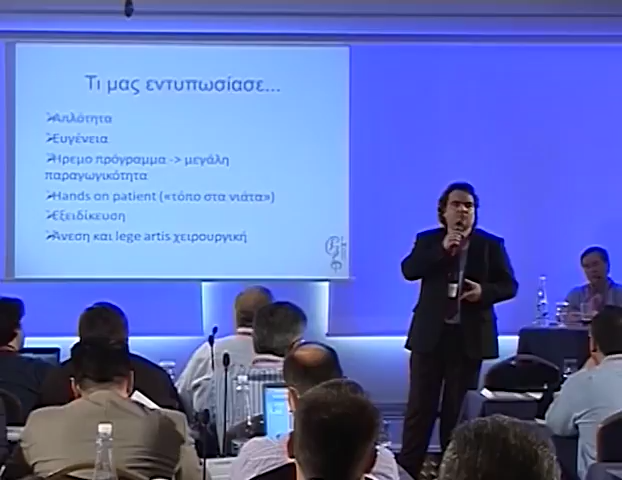 Τι μας εντυπωσίασε...
➢Απλότητα
➢Ευγένεια
➢Ήρεμο πρόγραμμα -> μεγάλη
παραγωγικότητα
➢Hands on patient («τόπο στα νιάτα»)
➢Εξειδίκευση
➢Άνεση και lege artis χειρουργική